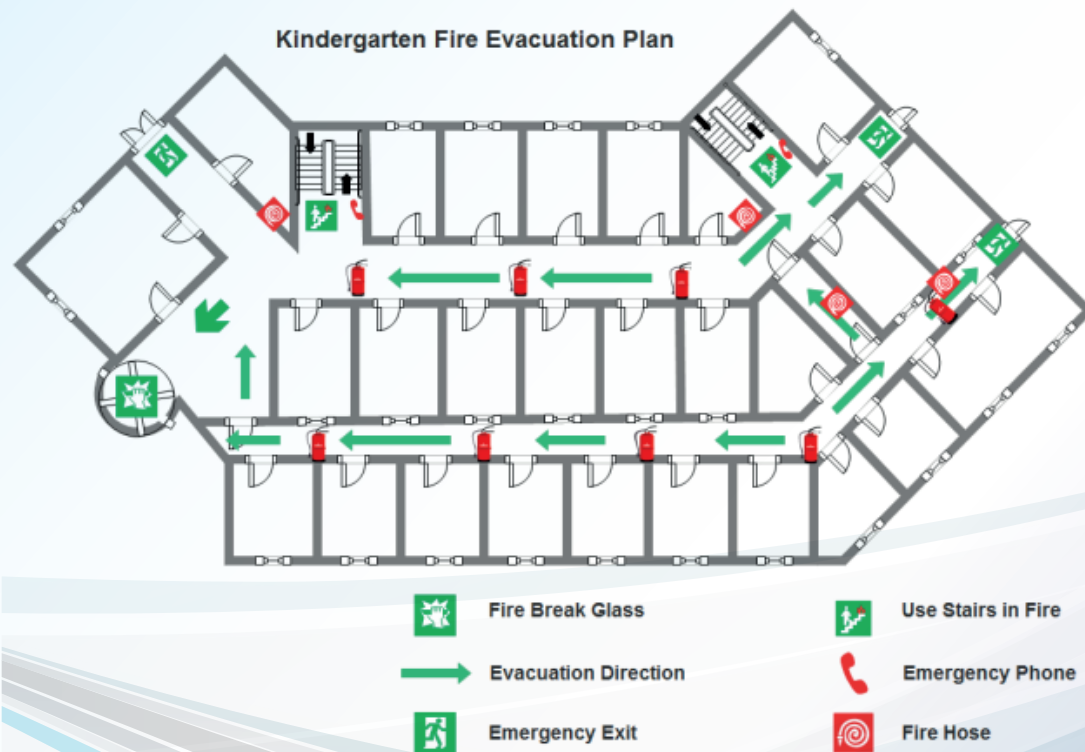 Kindergarten Fire Evacuation Plan
Fire Break Glass
Use Stairs in Fire
Evacuation Direction
Emergency Phone
Emergency Exit
Fire Hose